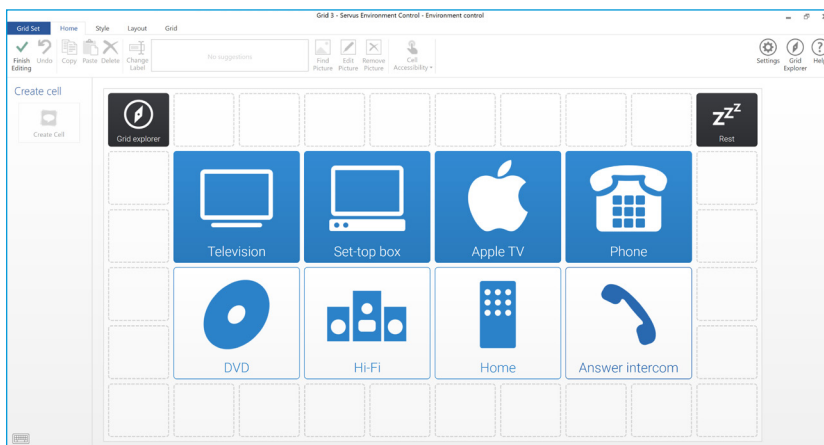 Grid 3 - Servus Environment Control - Environment control
Grid Set Home Style Layout Grid
Finish Editing
Undo
Copy
Paste
Delete
Change Label
No suggestions
Find Picture
Edit Picture
Remove Picture
Cell Accessibility
Settings
Grid Explorer
Help
Create cell
Create Cell
Grid explorer
zzz
Rest
Television
Set-top box
Apple TV
Phone
DVD
Hi-Fi
Home
Answer intercom